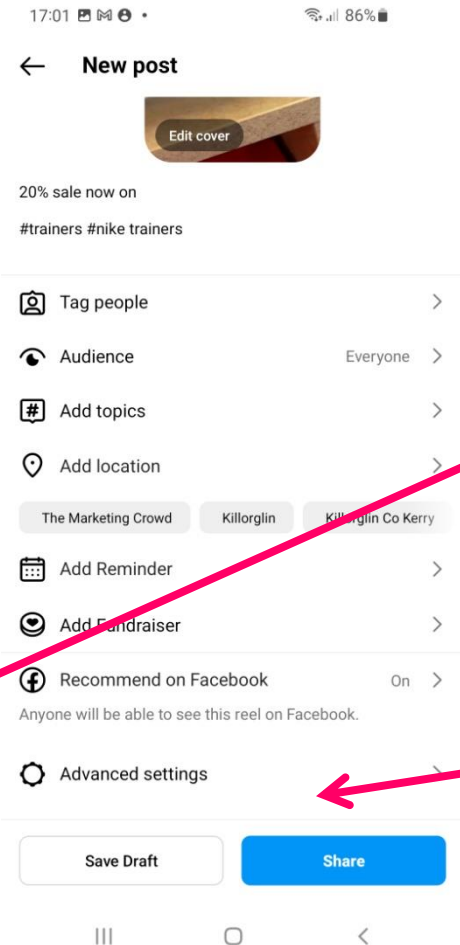 17:01 86%
New post
Edit cover
20% sale now on
#trainers #nike trainers
Tag people
Audience Everyone
Add topics
Add location
The Marketing Crowd Killorglin Killorglin Co Kerry
Add Reminder
Add Fundraiser
Recommend on Facebook On
Anyone will be able to see this reel on Facebook.
Advanced settings
Save Draft Share